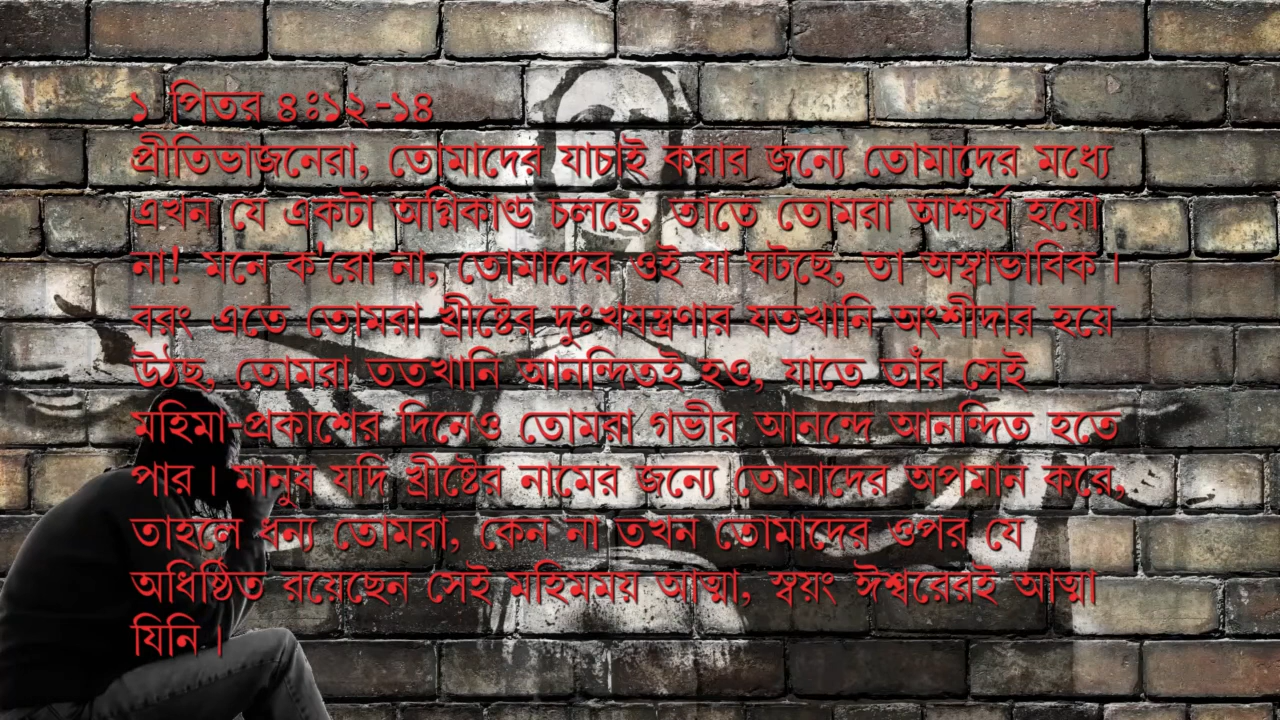 ১ পিতর ৪ঃ১২-১৪
প্রীতিভাজনেরা, তোমাদের যাচাই করার জন্যে তোমাদের মধ্যে
এখন যে একটা অগ্নিকাণ্ড চলছে, তাতে তোমরা আশ্চর্য হয়ো
না! মনে ক'রো না, তোমাদের ওই যা ঘটছে, তা অস্বাভাবিক।
বরং এতে তোমরা খ্রীষ্টের দুঃখযন্ত্রণার যতখানি অংশীদার হয়ে
উঠছ, তোমরা ততখানি আনন্দিতই হও, যাতে তাঁর সেই
মহিমা-প্রকাশের দিনেও তোমরা গভীর আনন্দে আনন্দিত হতে
পার। মানুষ যদি খ্রীষ্টের নামের জন্যে তোমাদের অপমান করে,
তাহলে ধন্য তোমরা, কেন না তখন তোমাদের ওপর যে
অধিষ্ঠিত রয়েছেন সেই মহিমময় আত্মা, স্বয়ং ঈশ্বরেরই আত্মা
যিনি।